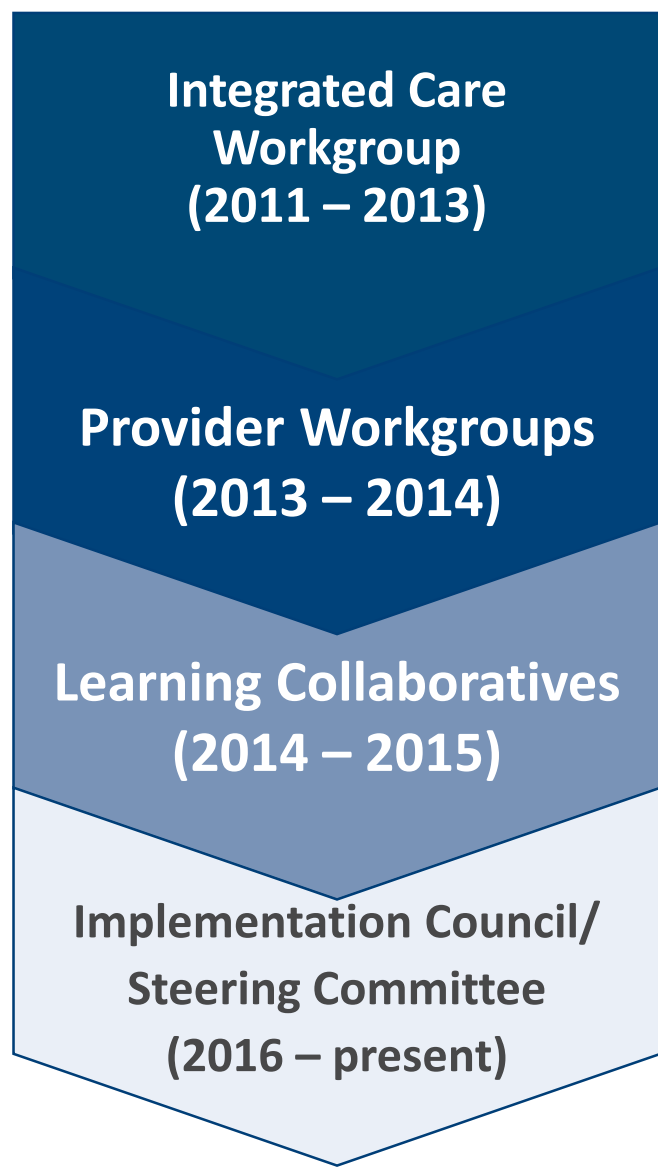 Integrated Care
Workgroup
(2011 – 2013)
Provider Workgroups
(2013 – 2014)
Learning Collaboratives
(2014 – 2015)
Implementation Council/
Steering Committee
(2016 – present)